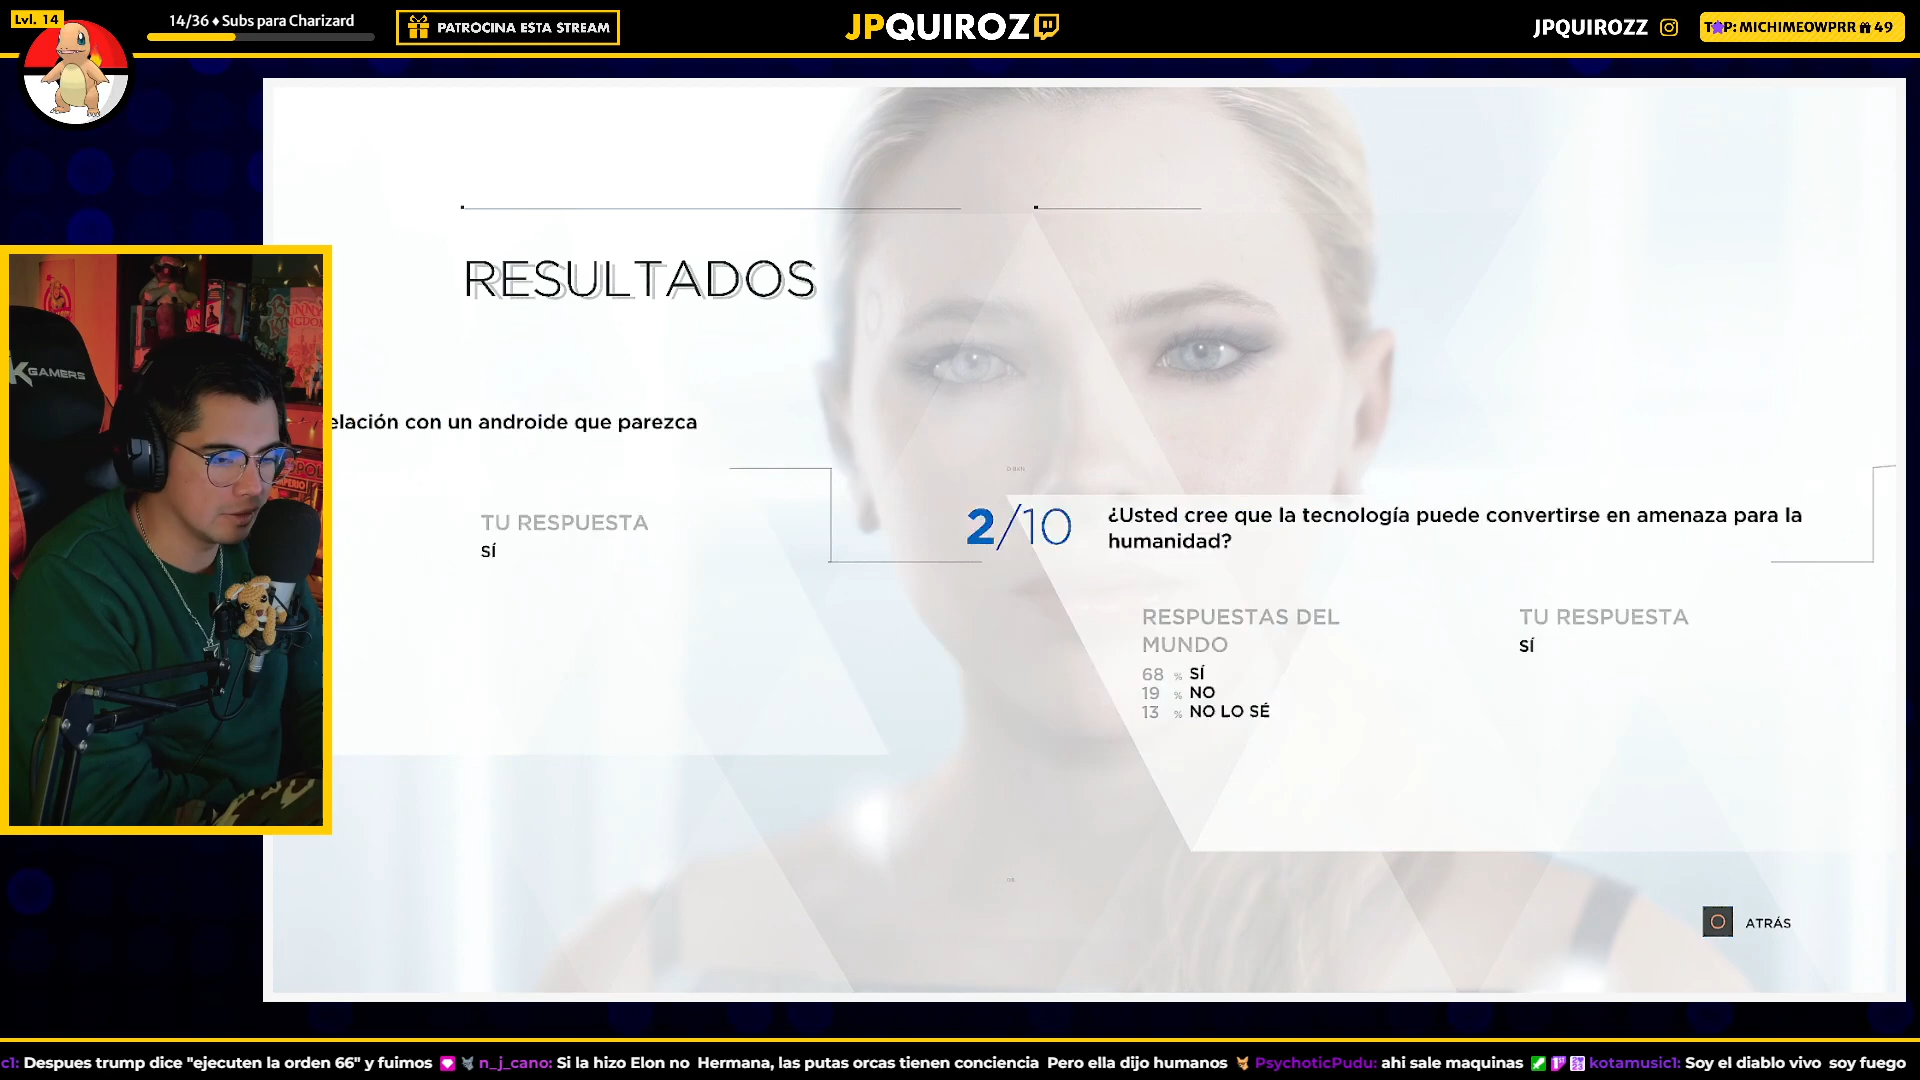 Lvl. 14
14/36 ♦ Subs para Charizard
PATROCINA ESTA STREAM
JPQUIROZ
JPQUIROZZ
TOP: MICHIMEOWPRR 49
RESULTADOS
elación con un androide que parezca
TU RESPUESTA
SÍ
2/10
¿Usted cree que la tecnología puede convertirse en amenaza para la
humanidad?
RESPUESTAS DEL
MUNDO
68 % SÍ
19 % NO
13 % NO LO SÉ
TU RESPUESTA
SÍ
ATRÁS
GAMERS
c1: Despues trump dice "ejecuten la orden 66" y fuimos n_j_cano: Si la hizo Elon no Hermana, las putas orcas tienen conciencia Pero ella dijo humanos PsychoticPudu: ahi sale maquinas kotamusic1: Soy el diablo vivo soy fuego